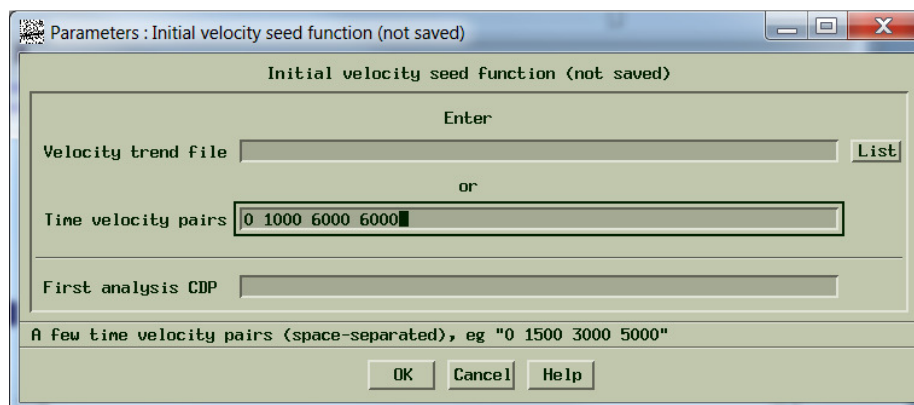 Parameters : Initial velocity seed function (not saved)
Initial velocity seed function (not saved)
Enter
Velocity trend file List
or
Time velocity pairs 0 1000 6000 6000
First analysis CDP
A few time velocity pairs (space-separated), eg "0 1500 3000 5000"
OK Cancel Help